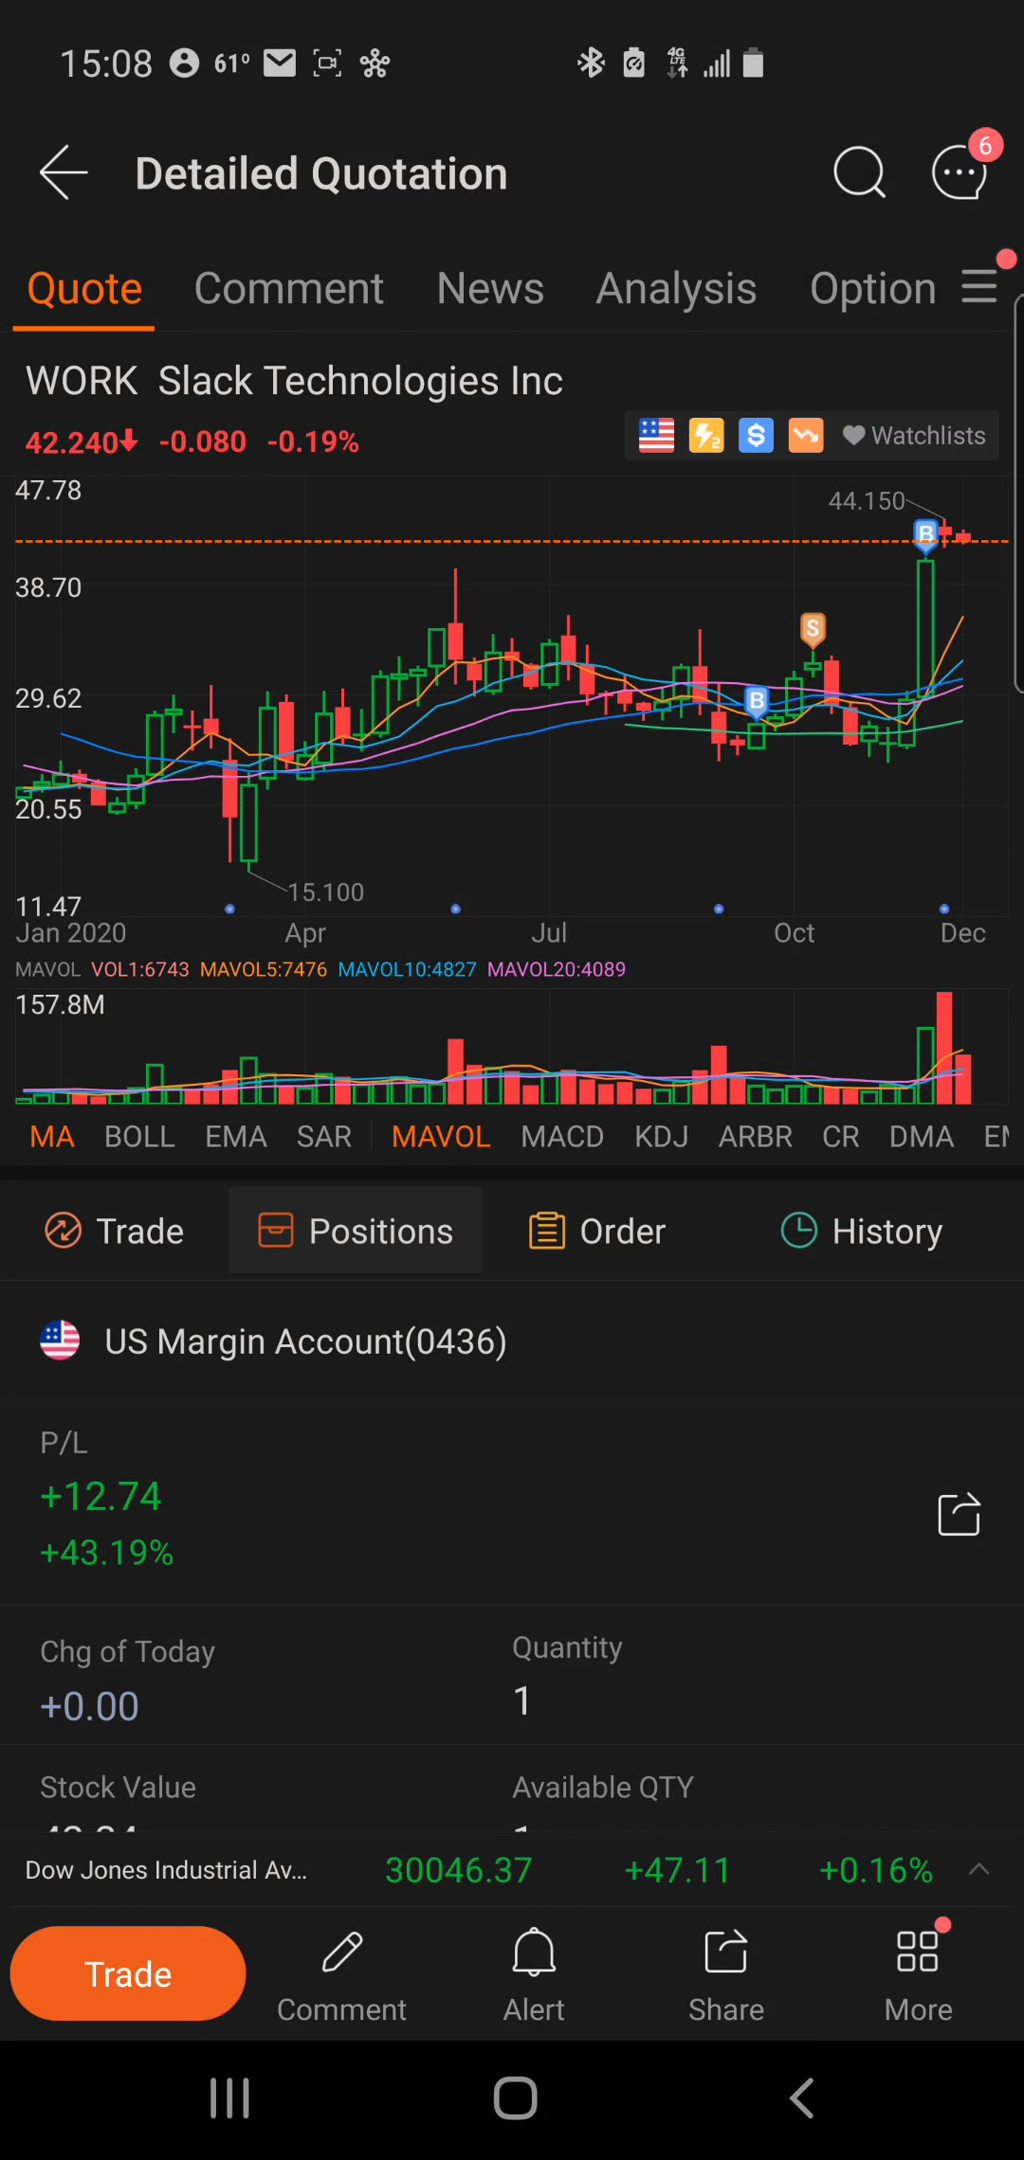 15:08 61°
4G LTE
Detailed Quotation
6
Quote Comment News Analysis Option
WORK Slack Technologies Inc
42.240 -0.080 -0.19%
2 $ Watchlists
47.78
44.150
B
38.70
S
29.62
B
20.55
15.100
11.47
Jan 2020 Apr Jul Oct Dec
MAVOL VOL1:6743 MAVOL5:7476 MAVOL10:4827 MAVOL20:4089
157.8M
MA BOLL EMA SAR MAVOL MACD KDJ ARBR CR DMA
Trade Positions Order History
US Margin Account(0436)
P/L
+12.74
+43.19%
Chg of Today Quantity
+0.00 1
Stock Value Available QTY
Dow Jones Industrial Av... 30046.37 +47.11 +0.16%
Trade Comment Alert Share More